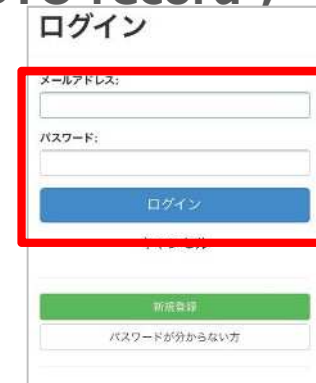 ログイン
メールアドレス:
パスワード:
ログイン
新規登録
パスワードが分からない方